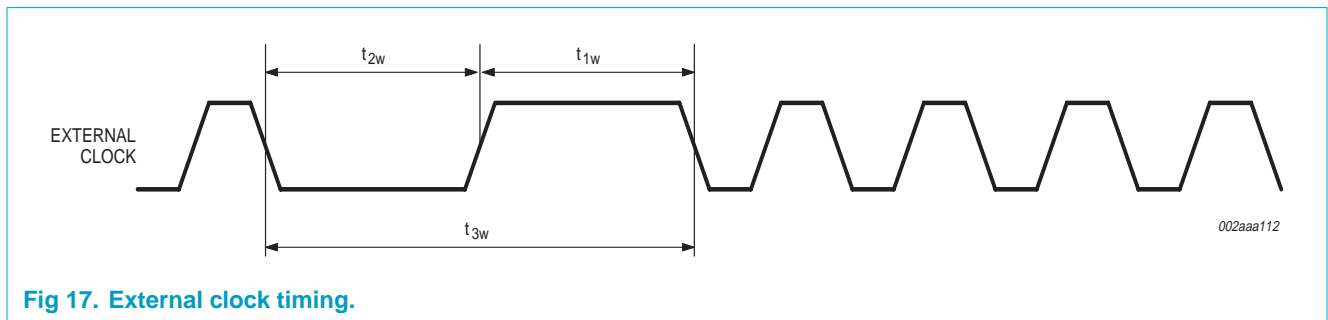 t2w
t1w
EXTERNAL
CLOCK
t3w
002aaa112
Fig 17. External clock timing.